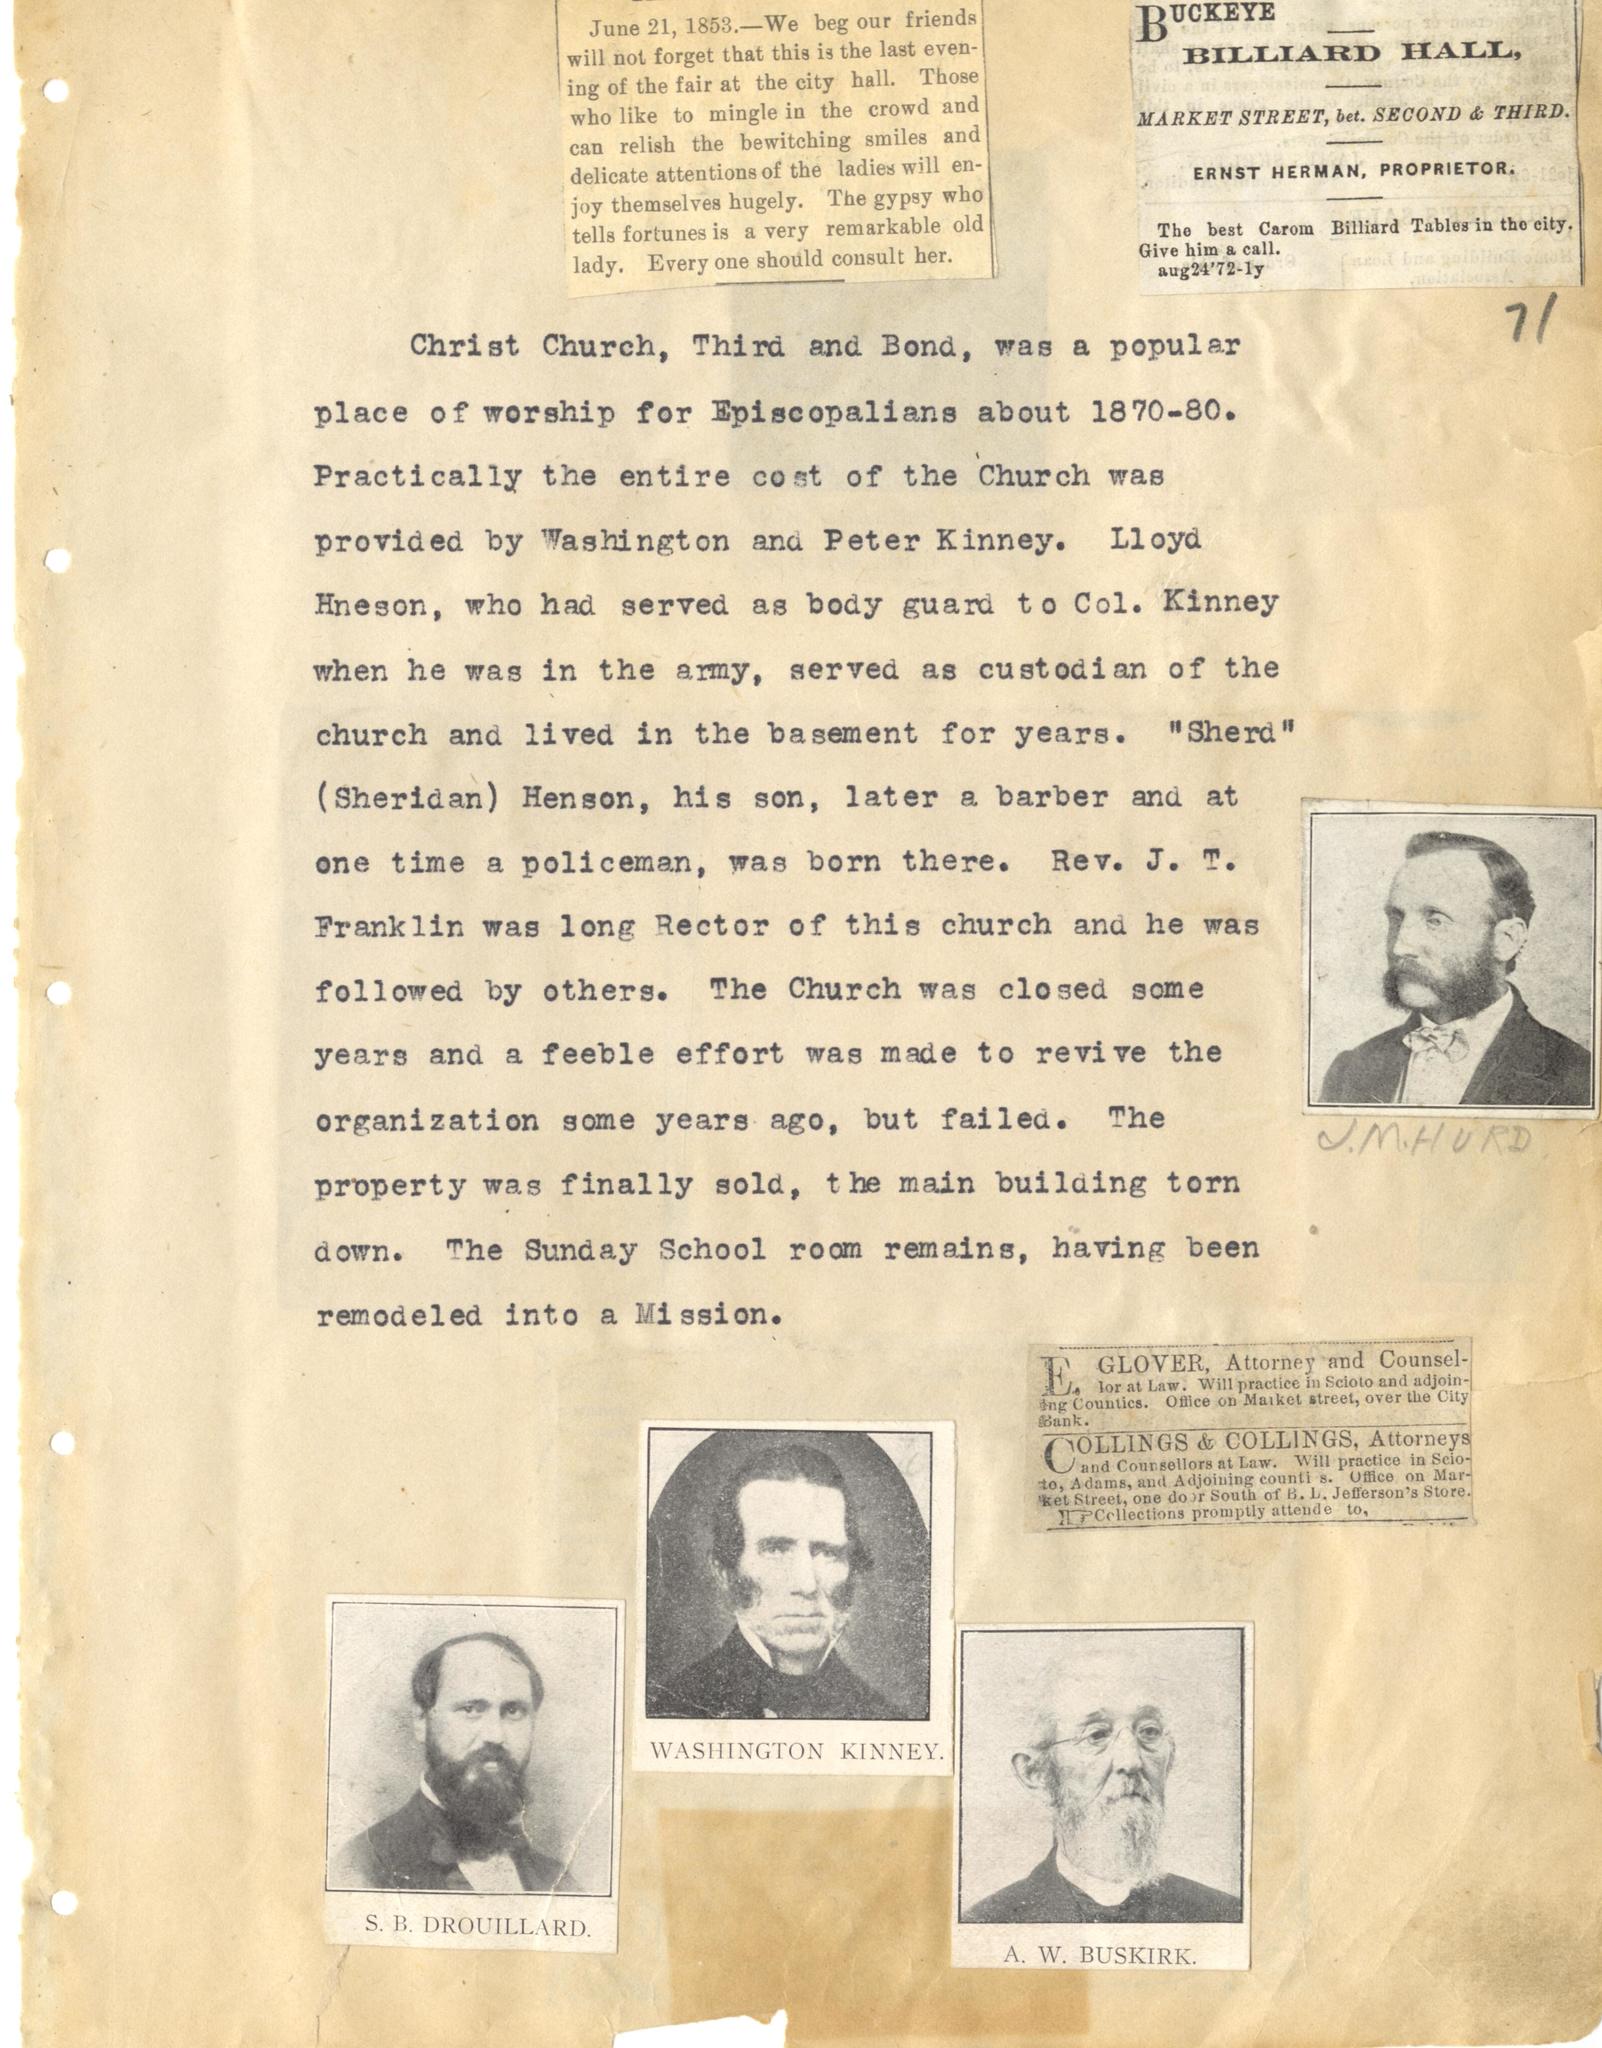 June 21, 1853.—We beg our friends
will not forget that this is the last even-
ing of the fair at the city hall. Those
who like to mingle in the crowd and
can relish the bewitching smiles and
delicate attentions of the ladies will en-
joy themselves hugely. The gypsy who
tells fortunes is a very remarkable old
lady. Every one should consult her.
BUCKEYE
BILLIARD HALL,
MARKET STREET, bet. SECOND & THIRD.
ERNST HERMAN, PROPRIETOR.
The best Carom Billiard Tables in the city.
Give him a call.
aug24'72-1y
71
Christ Church, Third and Bond, was a popular
place of worship for Episcopalians about 1870-80.
Practically the entire cost of the Church was
provided by Washington and Peter Kinney. Lloyd
Hneson, who had served as body guard to Col. Kinney
when he was in the army, served as custodian of the
church and lived in the basement for years. "Sherd"
(Sheridan) Henson, his son, later a barber and at
one time a policeman, was born there. Rev. J. T.
Franklin was long Rector of this church and he was
followed by others. The Church was closed some
years and a feeble effort was made to revive the
organization some years ago, but failed. The
property was finally sold, the main building torn
down. The Sunday School room remains, having been
remodeled into a Mission.
J.M.HURD
E. GLOVER, Attorney and Counsel-
lor at Law. Will practice in Scioto and adjoin-
ing Counties. Office on Market street, over the City
Bank.
COLLINGS & COLLINGS, Attorneys
and Counsellors at Law. Will practice in Scio-
to, Adams, and Adjoining counti s. Office on Mar-
ket Street, one door South of B. L. Jefferson's Store.
☞Collections promptly attende to,
WASHINGTON KINNEY.
S. B. DROUILLARD.
A. W. BUSKIRK.